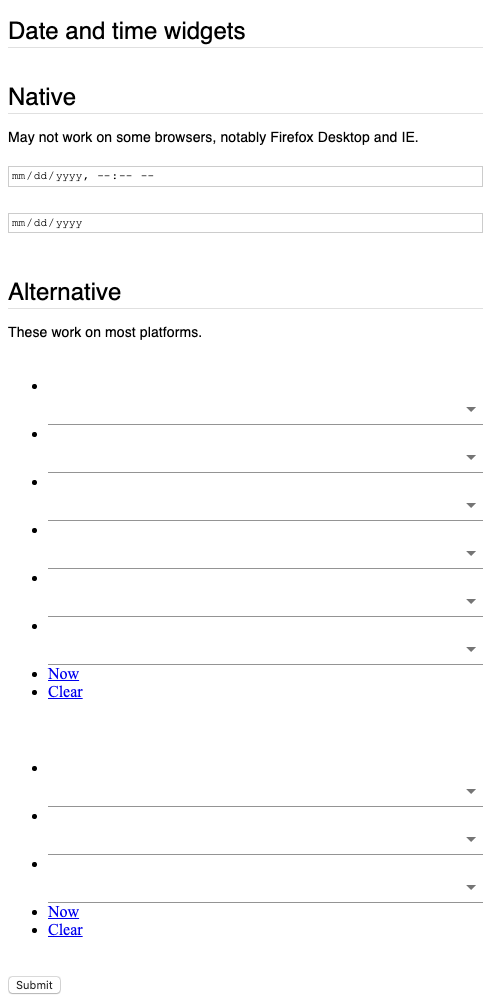 Date and time widgets
Native
May not work on some browsers, notably Firefox Desktop and IE.
mm/dd/yyyy, --:-- --
mm/dd/yyyy
Alternative
These work on most platforms.
Now
Clear
Now
Clear
Submit